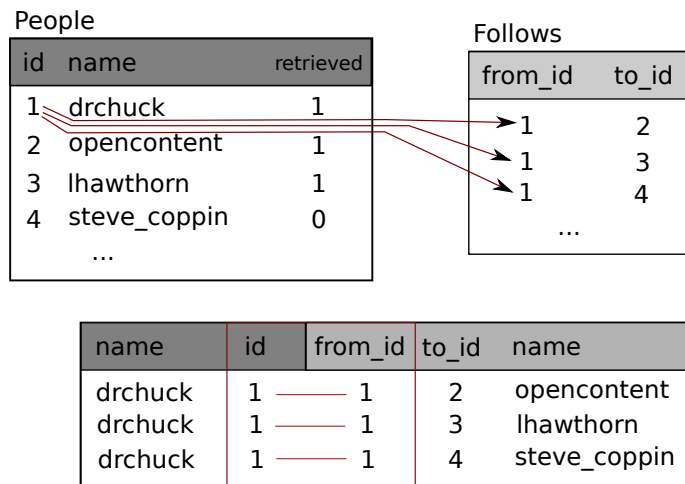 People
id name retrieved
1 drchuck 1
2 opencontent 1
3 lhawthorn 1
4 steve_coppin 0
...
Follows
from_id to_id
1 2
1 3
1 4
...
name id from_id to_id name
drchuck 1 1 2 opencontent
drchuck 1 1 3 lhawthorn
drchuck 1 1 4 steve_coppin